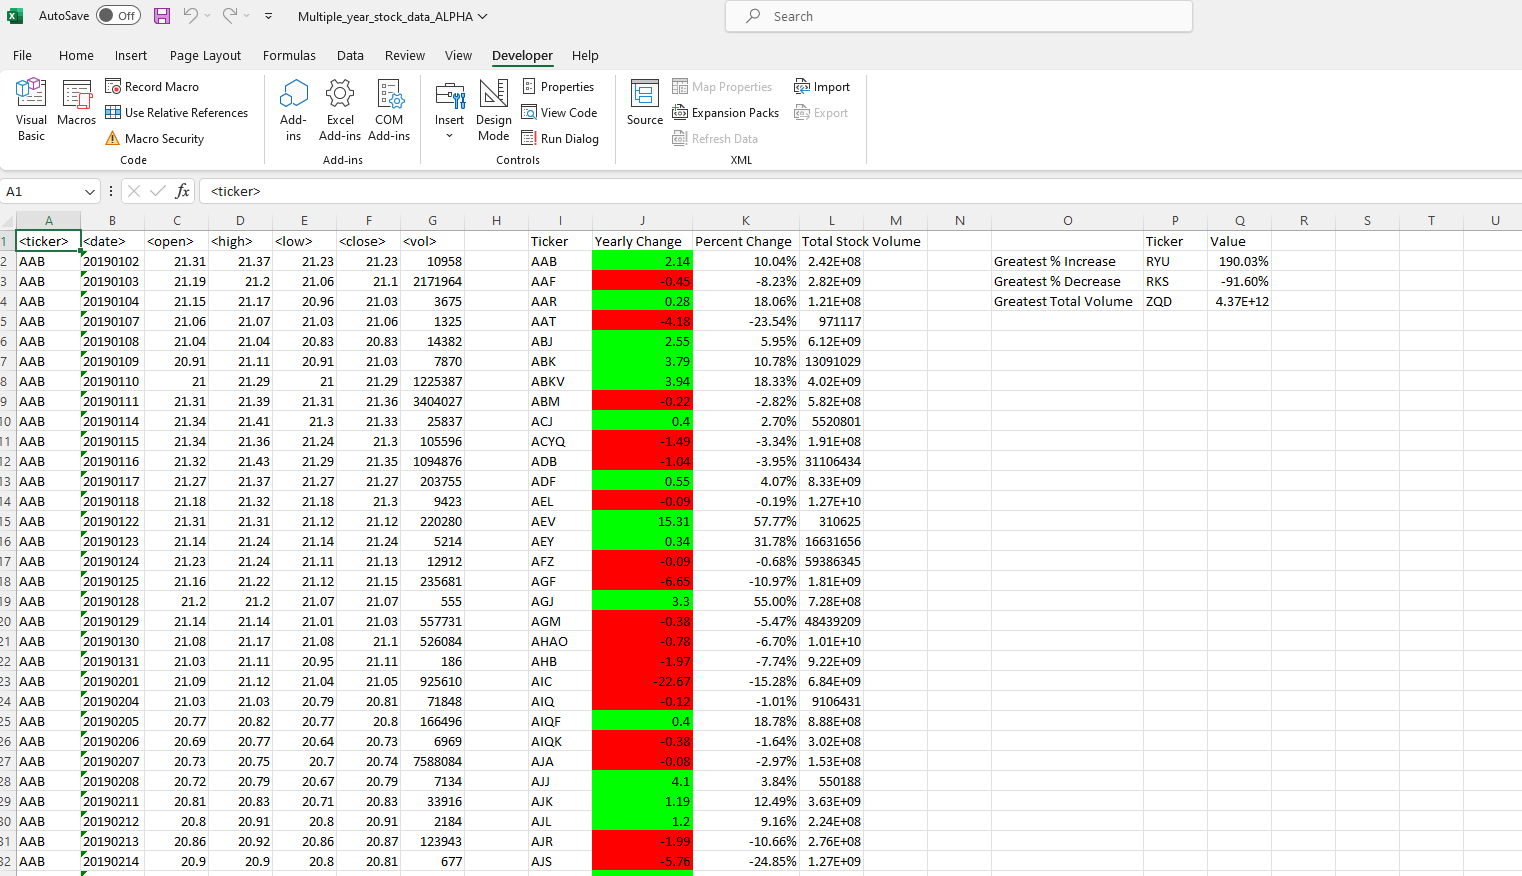 AutoSave Off Multiple_year_stock_data_ALPHA Search
File Home Insert Page Layout Formulas Data Review View Developer Help
Visual Basic
Macros
Record Macro
Use Relative References
Macro Security
Code
Add-ins
Excel Add-ins
COM Add-ins
Add-ins
Insert
Design Mode
Properties
View Code
Run Dialog
Controls
Source
Map Properties
Expansion Packs
Refresh Data
Import
Export
XML
A1 fx <ticker>
A B C D E F G H I J K L M N O P Q R S T U
1 <ticker> <date> <open> <high> <low> <close> <vol> Ticker Yearly Change Percent Change Total Stock Volume Ticker Value
2 AAB 20190102 21.31 21.37 21.23 21.23 10958 AAB 2.14 10.04% 2.42E+08 Greatest % Increase RYU 190.03%
3 AAB 20190103 21.19 21.2 21.06 21.1 2171964 AAF -0.45 -8.23% 2.82E+09 Greatest % Decrease RKS -91.60%
4 AAB 20190104 21.15 21.17 20.96 21.03 3675 AAR 0.28 18.06% 1.21E+08 Greatest Total Volume ZQD 4.37E+12
5 AAB 20190107 21.06 21.07 21.03 21.06 1325 AAT -4.18 -23.54% 971117
6 AAB 20190108 21.04 21.04 20.83 20.83 14382 ABJ 2.55 5.95% 6.12E+09
7 AAB 20190109 20.91 21.11 20.91 21.03 7870 ABK 3.79 10.78% 13091029
8 AAB 20190110 21 21.29 21 21.29 1225387 ABKV 3.94 18.33% 4.02E+09
9 AAB 20190111 21.31 21.39 21.31 21.36 3404027 ABM -0.22 -2.82% 5.82E+08
10 AAB 20190114 21.34 21.41 21.3 21.33 25837 ACJ 0.4 2.70% 5520801
11 AAB 20190115 21.34 21.36 21.24 21.3 105596 ACYQ -1.49 -3.34% 1.91E+08
12 AAB 20190116 21.32 21.43 21.29 21.35 1094876 ADB -1.04 -3.95% 31106434
13 AAB 20190117 21.27 21.37 21.27 21.27 203755 ADF 0.55 4.07% 8.33E+09
14 AAB 20190118 21.18 21.32 21.18 21.3 9423 AEL -0.09 -0.19% 1.27E+10
15 AAB 20190122 21.31 21.31 21.12 21.12 220280 AEV 15.31 57.77% 310625
16 AAB 20190123 21.14 21.24 21.14 21.24 5214 AEY 0.34 31.78% 16631656
17 AAB 20190124 21.23 21.24 21.11 21.13 12912 AFZ -0.09 -0.68% 59386345
18 AAB 20190125 21.16 21.22 21.12 21.15 235681 AGF -6.65 -10.97% 1.81E+09
19 AAB 20190128 21.2 21.2 21.07 21.07 555 AGJ 3.3 55.00% 7.28E+08
20 AAB 20190129 21.14 21.14 21.01 21.03 557731 AGM -0.38 -5.47% 48439209
21 AAB 20190130 21.08 21.17 21.08 21.1 526084 AHAO -0.78 -6.70% 1.01E+10
22 AAB 20190131 21.03 21.11 20.95 21.11 186 AHB -1.97 -7.74% 9.22E+09
23 AAB 20190201 21.09 21.12 21.04 21.05 925610 AIC -22.67 -15.28% 6.84E+09
24 AAB 20190204 21.03 21.03 20.79 20.81 71848 AIQ -0.12 -1.01% 9106431
25 AAB 20190205 20.77 20.82 20.77 20.8 166496 AIQF 0.4 18.78% 8.88E+08
26 AAB 20190206 20.69 20.77 20.64 20.73 6969 AIQK -0.38 -1.64% 3.02E+08
27 AAB 20190207 20.73 20.75 20.7 20.74 7588084 AJA -0.08 -2.97% 1.53E+08
28 AAB 20190208 20.72 20.79 20.67 20.79 7134 AJJ 4.1 3.84% 550188
29 AAB 20190211 20.81 20.83 20.71 20.83 33916 AJK 1.19 12.49% 3.63E+09
30 AAB 20190212 20.8 20.91 20.8 20.91 2184 AJL 1.2 9.16% 2.24E+08
31 AAB 20190213 20.86 20.92 20.86 20.87 123943 AJR -1.99 -10.66% 2.76E+08
32 AAB 20190214 20.9 20.9 20.8 20.81 677 AJS -5.76 -24.85% 1.27E+09